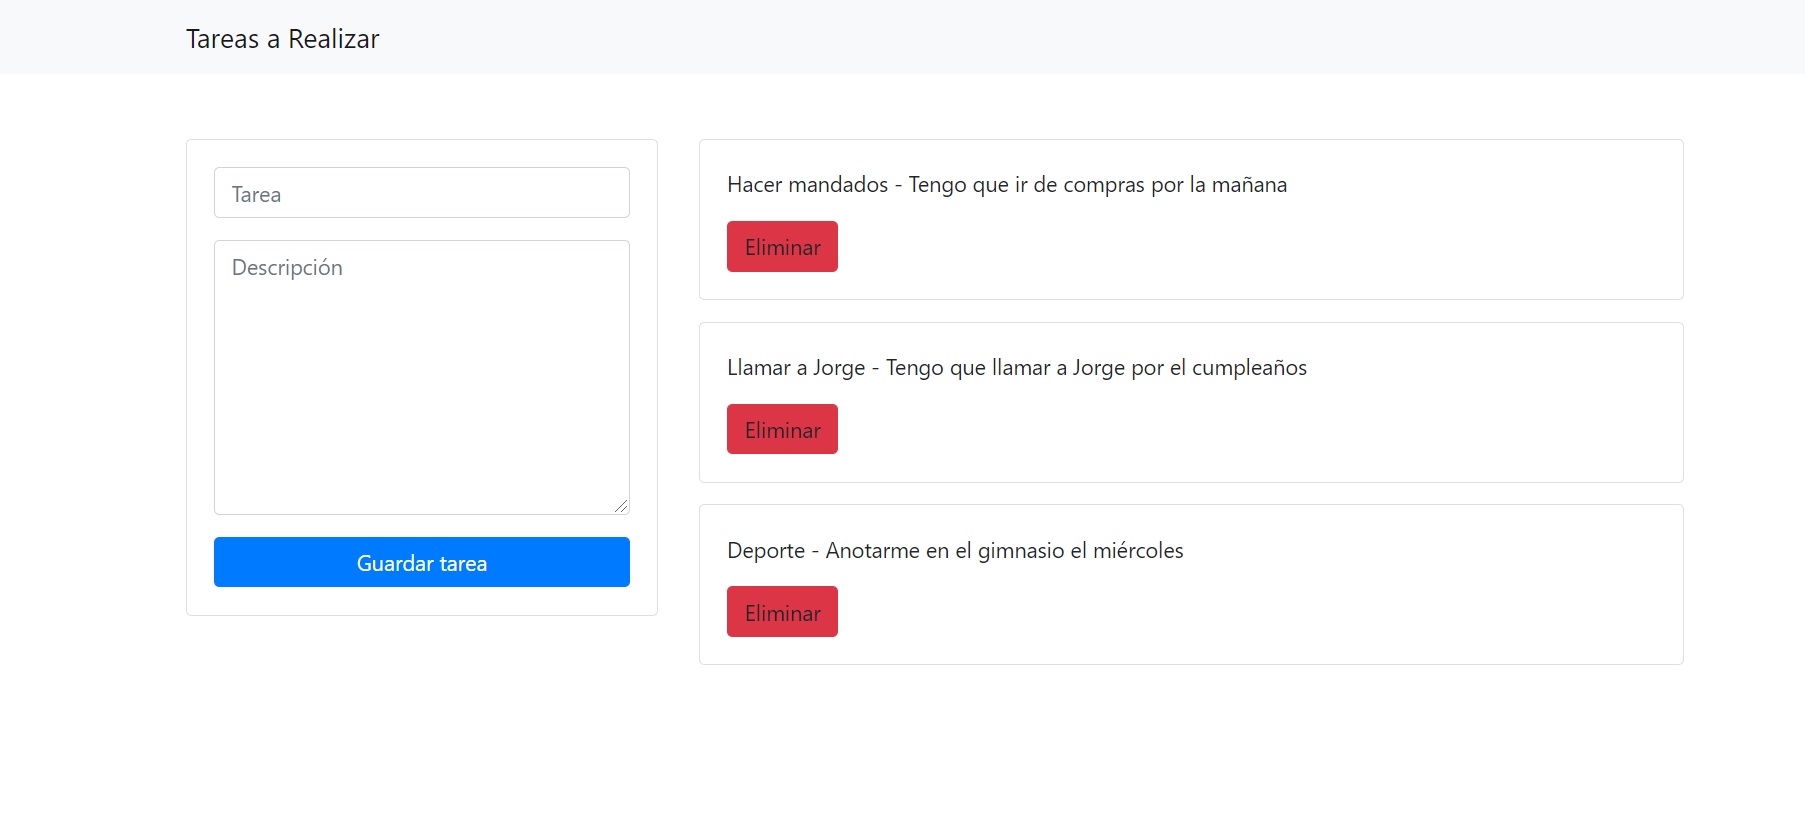 Tareas a Realizar
Tarea
Descripción
Guardar tarea
Hacer mandados - Tengo que ir de compras por la mañana
Eliminar
Llamar a Jorge - Tengo que llamar a Jorge por el cumpleaños
Eliminar
Deporte - Anotarme en el gimnasio el miércoles
Eliminar